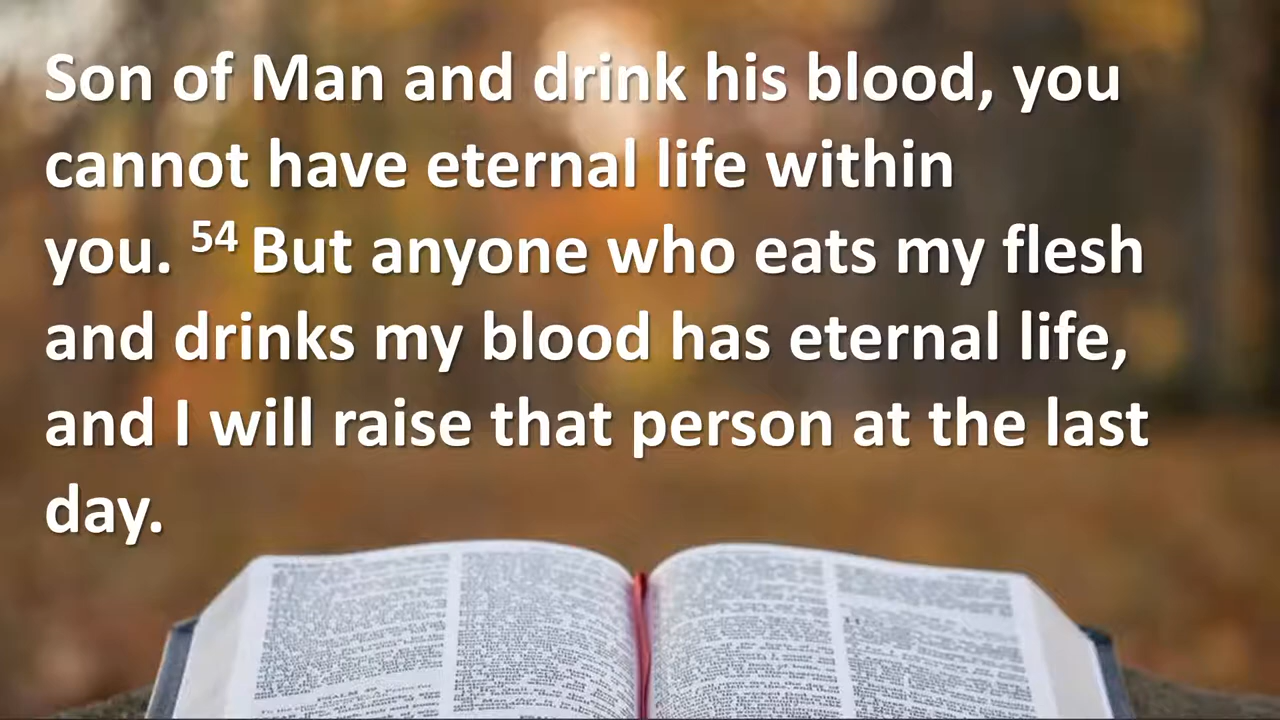 Son of Man and drink his blood, you
cannot have eternal life within
you. 54 But anyone who eats my flesh
and drinks my blood has eternal life,
and I will raise that person at the last
day.